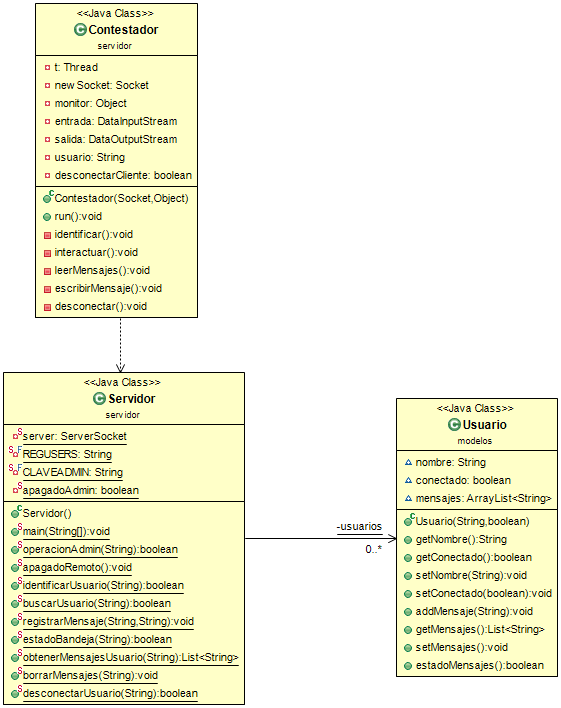 <<Java Class>>
Contestador
servidor
t: Thread
new Socket: Socket
monitor: Object
entrada: DataInputStream
salida: DataOutputStream
usuario: String
desconectarCliente: boolean
Contestador(Socket,Object)
run():void
identificar():void
interactuar():void
leerMensajes():void
escribirMensaje():void
desconectar():void
<<Java Class>>
Servidor
servidor
server: ServerSocket
REGUSERS: String
CLAVEADMIN: String
apagadoAdmin: boolean
Servidor()
main(String[]):void
operacionAdmin(String):boolean
apagadoRemoto():void
identificarUsuario(String):boolean
buscarUsuario(String):boolean
registrarMensaje(String,String):void
estadoBandeja(String):boolean
obtenerMensajesUsuario(String):List<String>
borrarMensajes(String):void
desconectarUsuario(String):boolean
-usuarios
0..*
<<Java Class>>
Usuario
modelos
nombre: String
conectado: boolean
mensajes: ArrayList<String>
Usuario(String,boolean)
getNombre():String
getConectado():boolean
setNombre(String):void
setConectado(boolean):void
addMensaje(String):void
getMensajes():List<String>
setMensajes():void
estadoMensajes():boolean